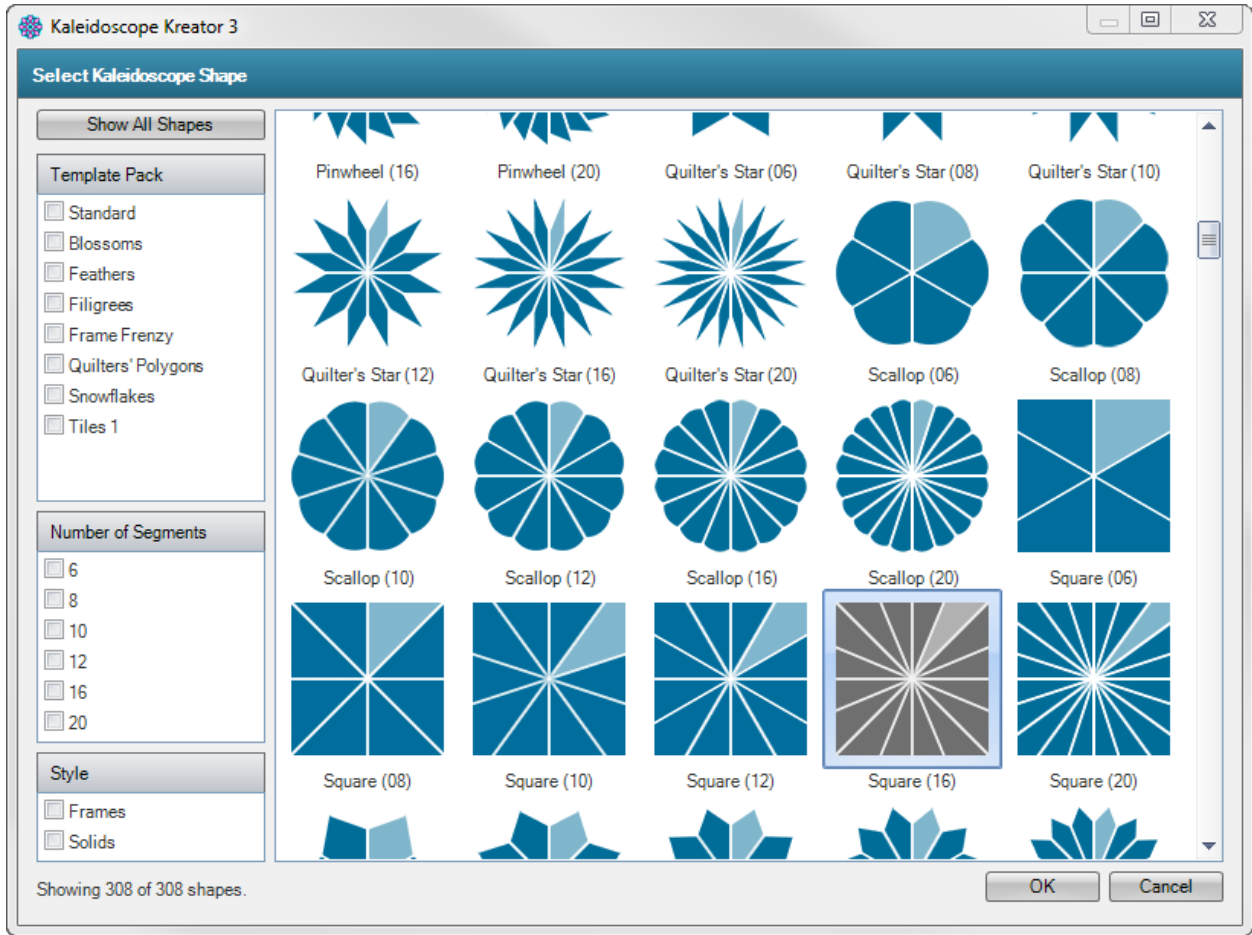 Kaleidoscope Kreator 3
Select Kaleidoscope Shape
Show All Shapes
Template Pack
Standard
Blossoms
Feathers
Filigrees
Frame Frenzy
Quilters' Polygons
Snowflakes
Tiles 1
Number of Segments
6
8
10
12
16
20
Style
Frames
Solids
Pinwheel (16) Pinwheel (20) Quilter's Star (06) Quilter's Star (08) Quilter's Star (10)
Quilter's Star (12) Quilter's Star (16) Quilter's Star (20) Scallop (06) Scallop (08)
Scallop (10) Scallop (12) Scallop (16) Scallop (20) Square (06)
Square (08) Square (10) Square (12) Square (16) Square (20)
Showing 308 of 308 shapes.
OK Cancel